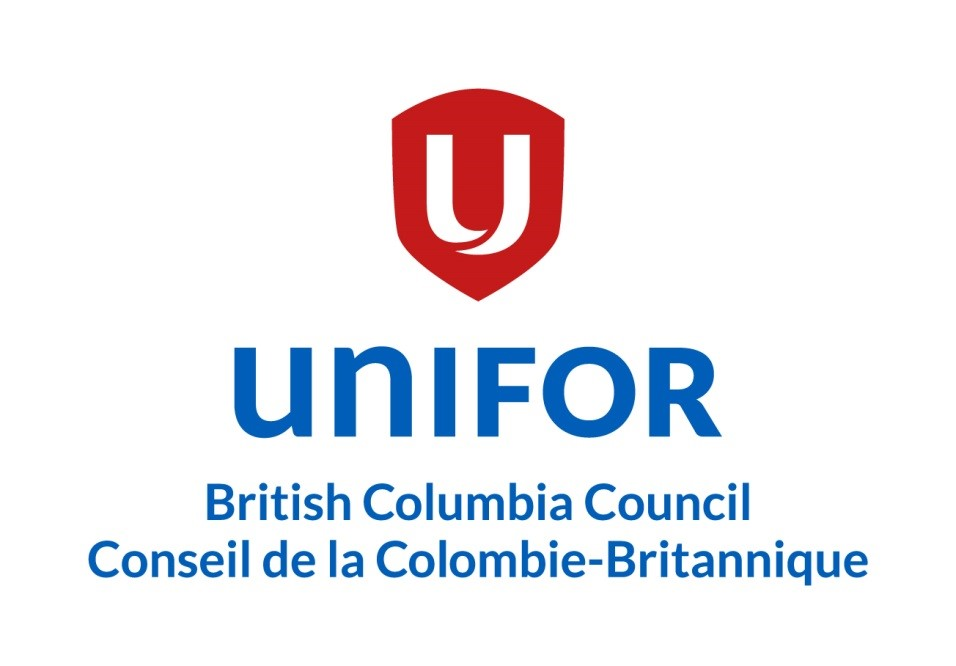 U
UNIFOR
British Columbia Council
Conseil de la Colombie-Britannique